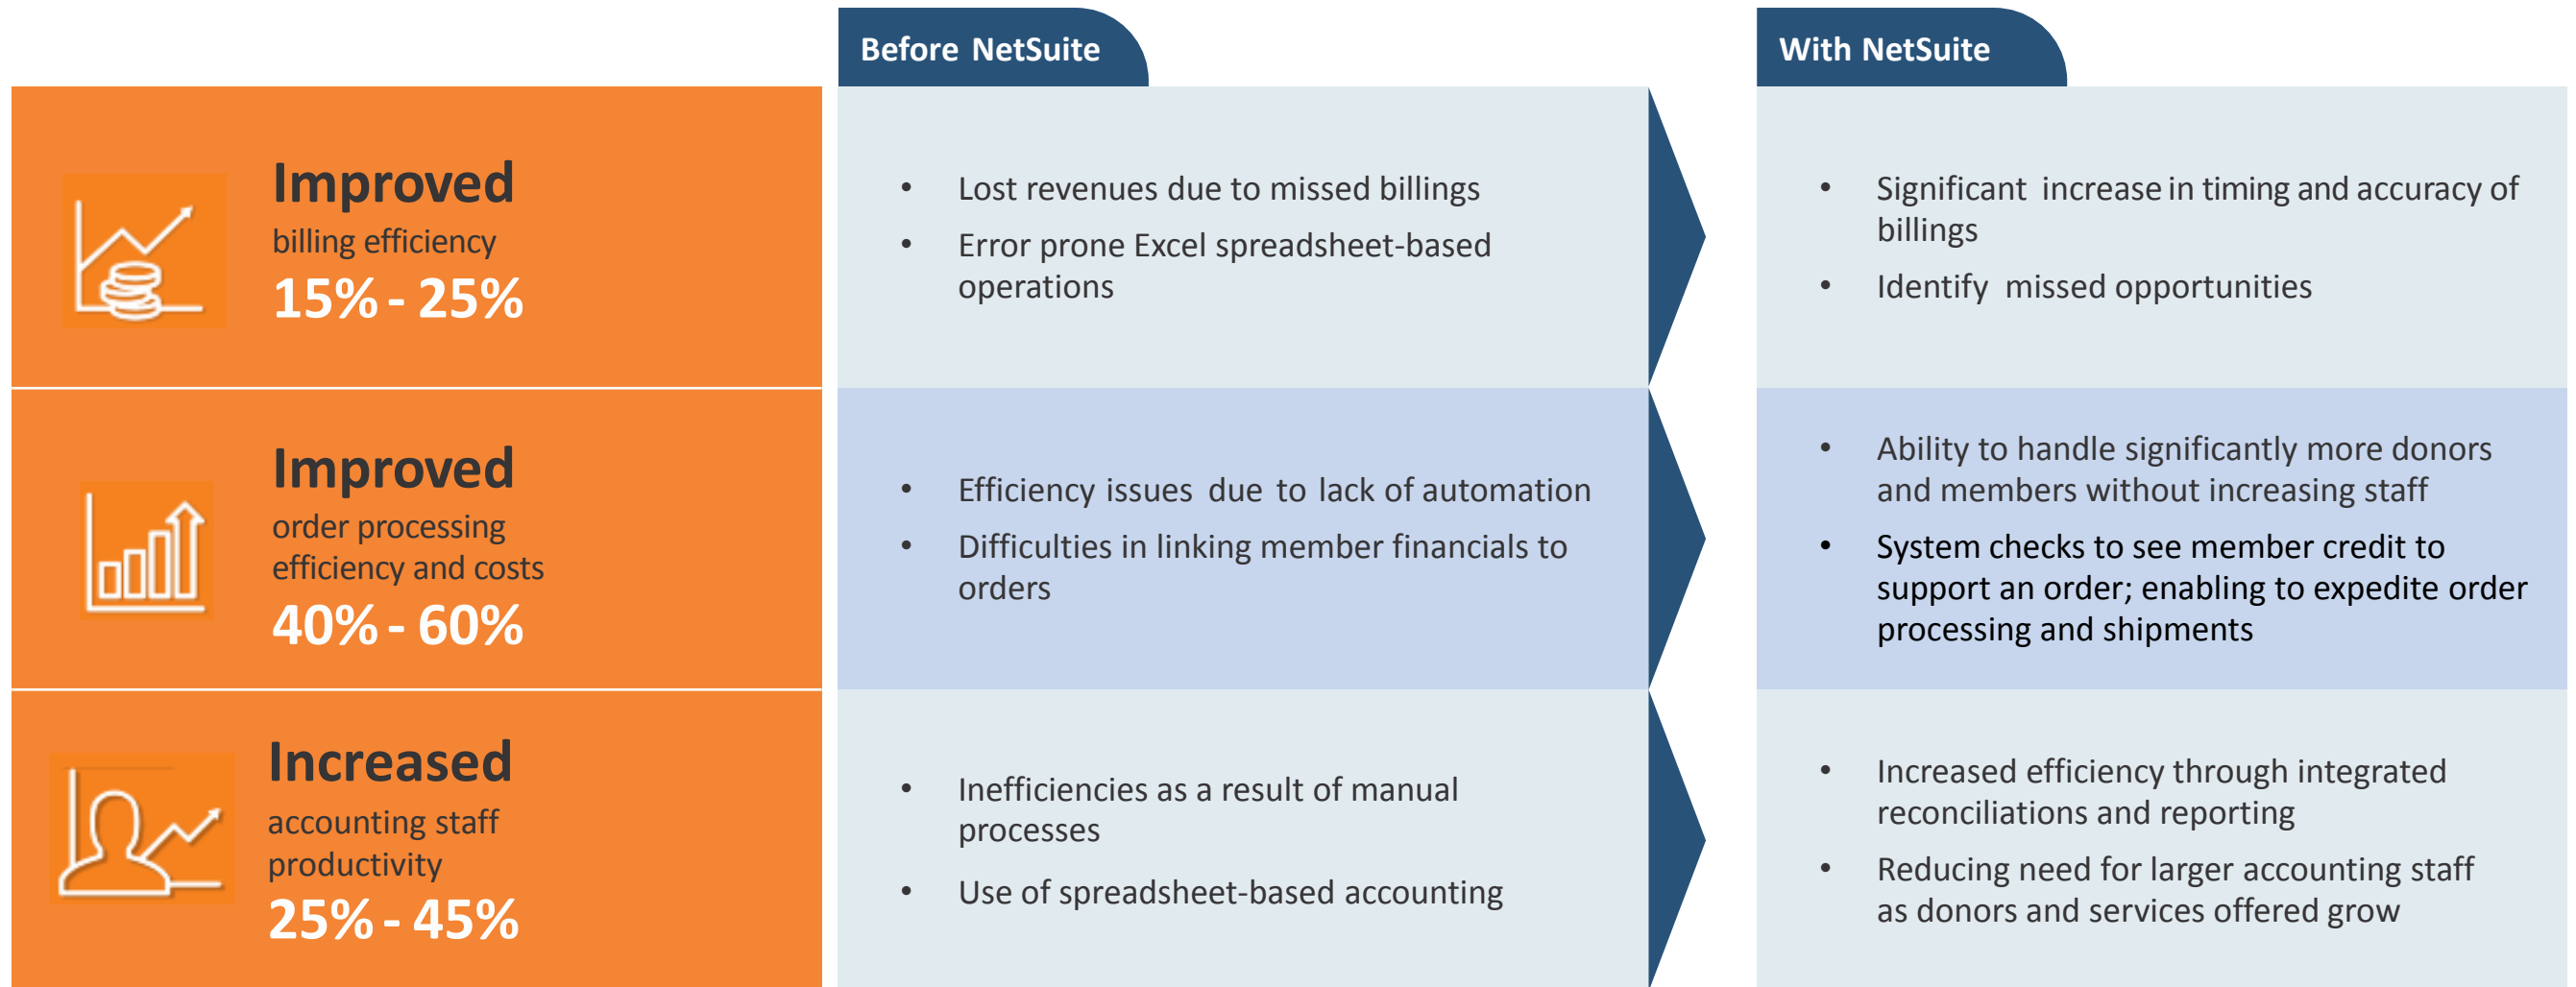 Before NetSuite
With NetSuite
Improved
billing efficiency
15% - 25%
• Lost revenues due to missed billings
• Error prone Excel spreadsheet-based
operations
• Significant increase in timing and accuracy of
billings
• Identify missed opportunities
Improved
order processing
efficiency and costs
40% - 60%
• Efficiency issues due to lack of automation
• Difficulties in linking member financials to
orders
• Ability to handle significantly more donors
and members without increasing staff
• System checks to see member credit to
support an order; enabling to expedite order
processing and shipments
Increased
accounting staff
productivity
25% - 45%
• Inefficiencies as a result of manual
processes
• Use of spreadsheet-based accounting
• Increased efficiency through integrated
reconciliations and reporting
• Reducing need for larger accounting staff
as donors and services offered grow